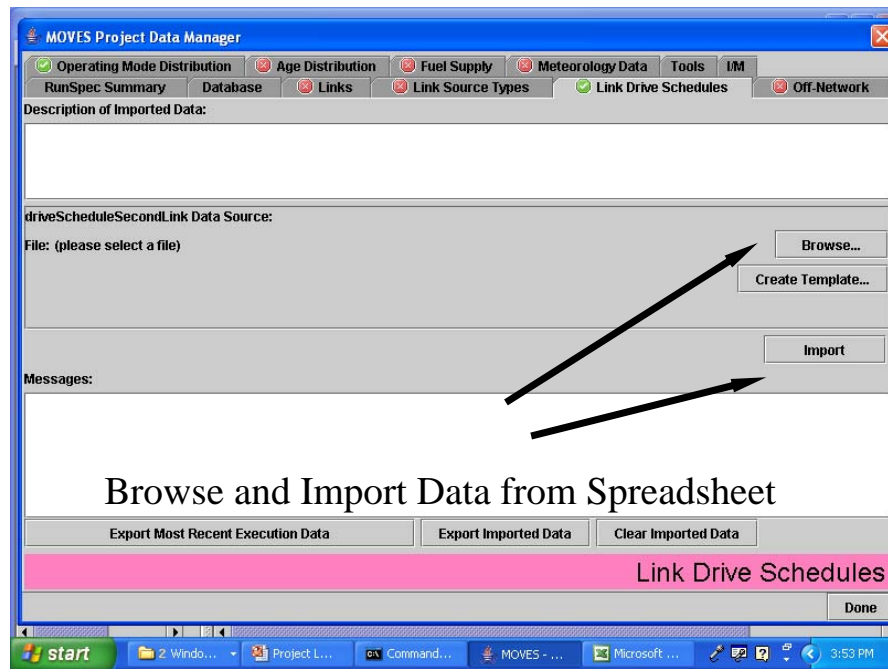 MOVES Project Data Manager
Operating Mode Distribution Age Distribution Fuel Supply Meteorology Data Tools I/M
RunSpec Summary Database Links Link Source Types Link Drive Schedules Off-Network
Description of Imported Data:
driveScheduleSecondLink Data Source:
File: (please select a file)
Browse...
Create Template...
Import
Messages:
Browse and Import Data from Spreadsheet
Export Most Recent Execution Data Export Imported Data Clear Imported Data
Link Drive Schedules
Done
start 2 Windo... Project L... Command... MOVES - ... Microsoft ... 3:53 PM